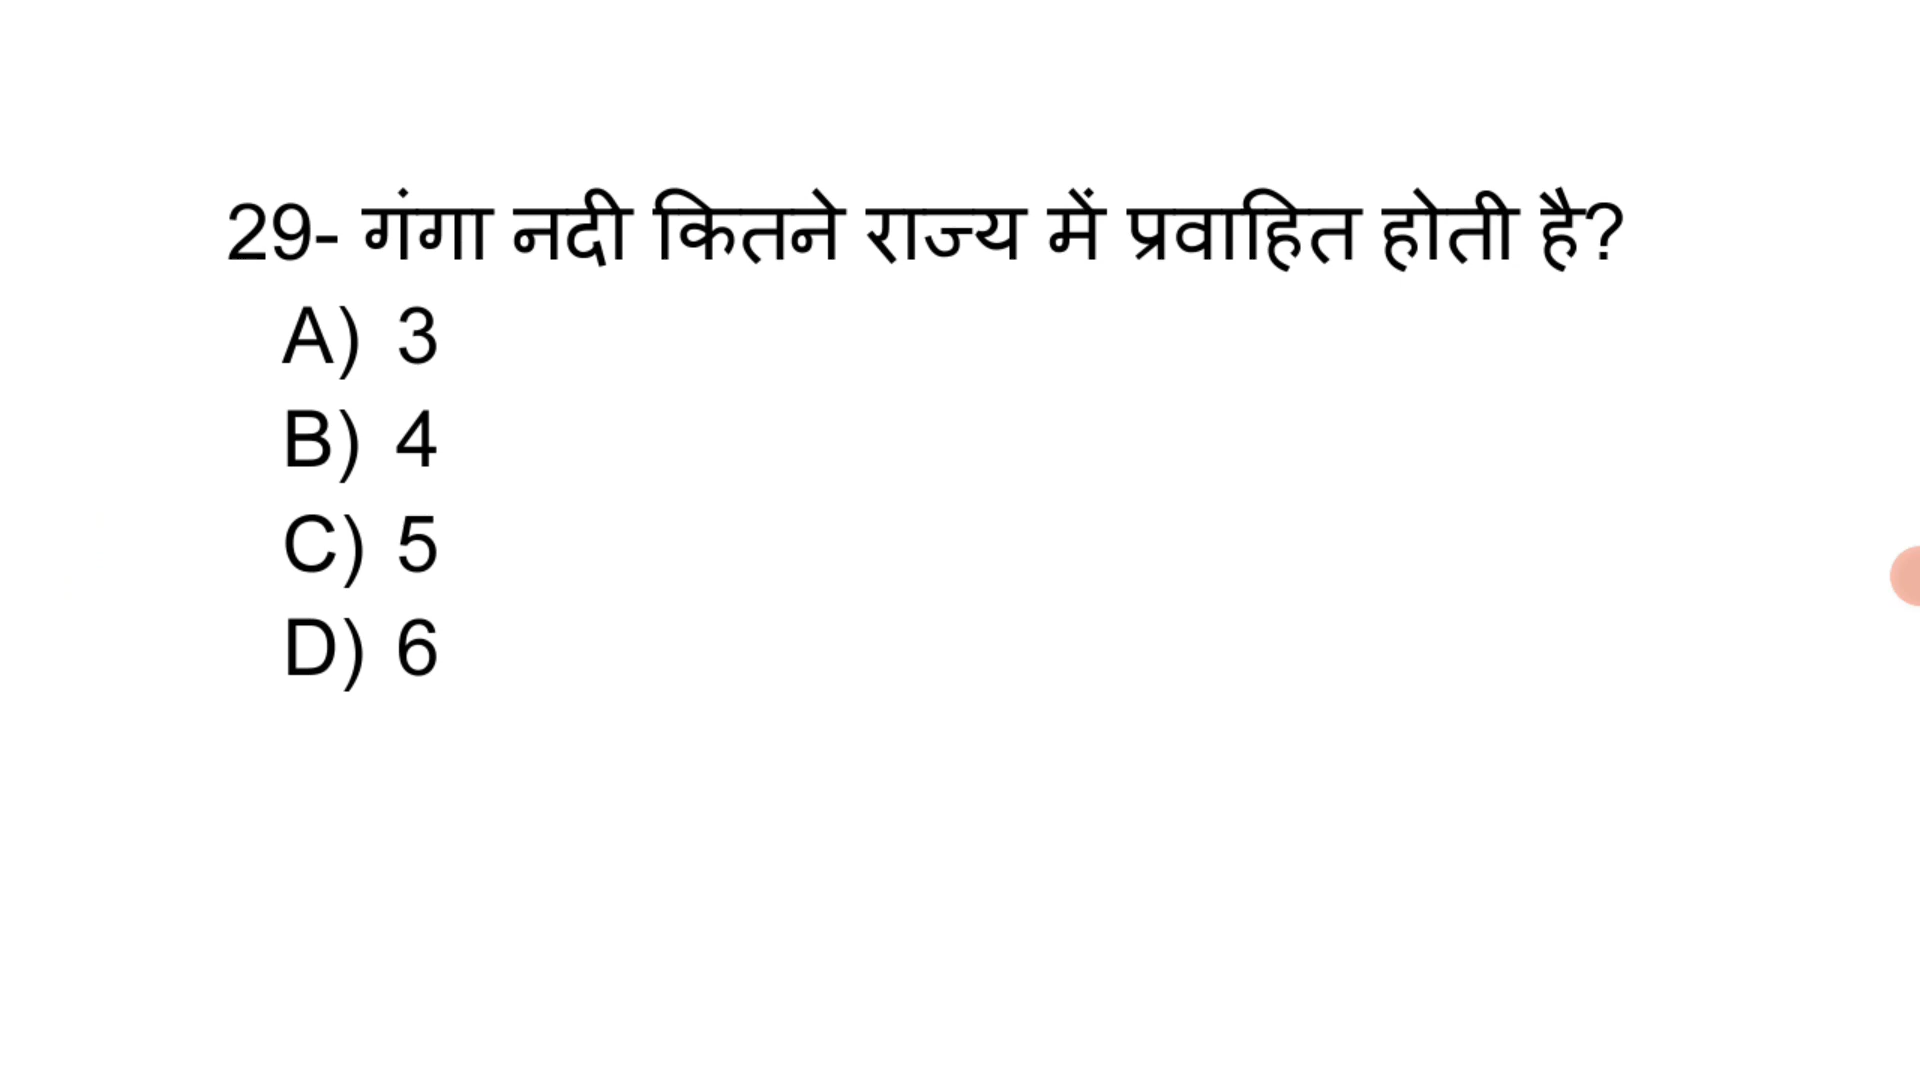 29- गंगा नदी कितने राज्य में प्रवाहित होती है?
A) 3
B) 4
C) 5
D) 6